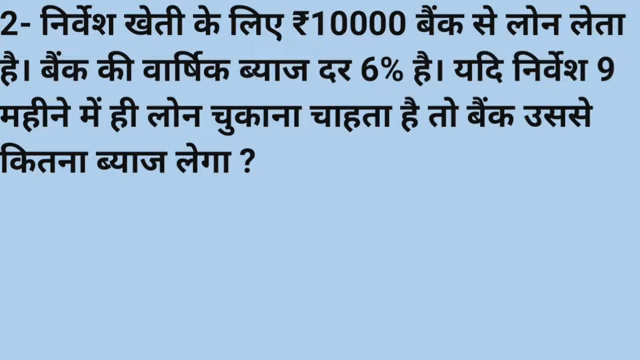 2- निर्वेश खेती के लिए ₹10000 बैंक से लोन लेता
है। बैंक की वार्षिक ब्याज दर 6% है। यदि निर्वेश 9
महीने में ही लोन चुकाना चाहता है तो बैंक उससे
कितना ब्याज लेगा ?